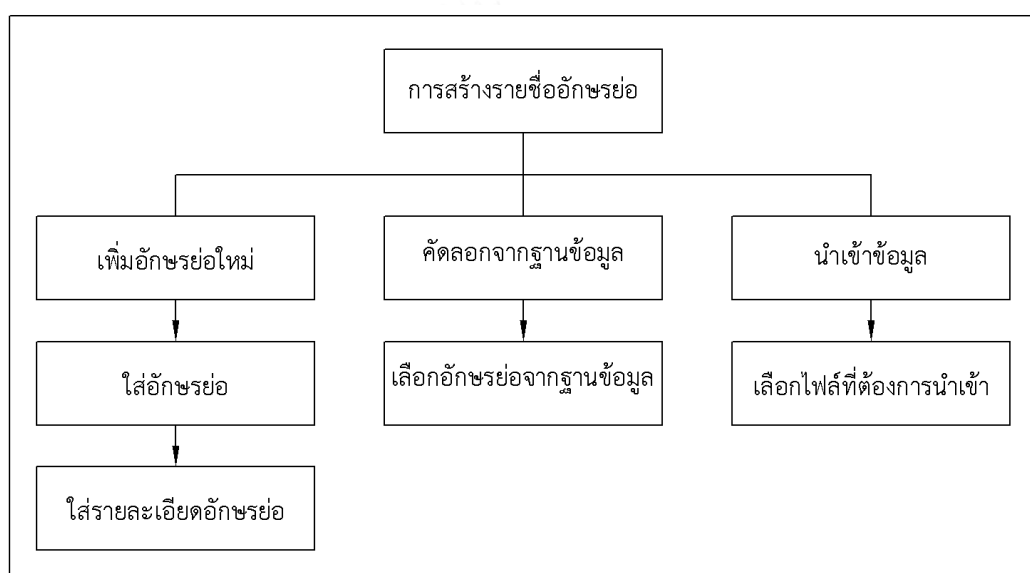 การสร้างรายชื่ออักษรย่อ
เพิ่มอักษรย่อใหม่
คัดลอกจากฐานข้อมูล
นำเข้าข้อมูล
ใส่อักษรย่อ
เลือกอักษรย่อจากฐานข้อมูล
เลือกไฟล์ที่ต้องการนำเข้า
ใส่รายละเอียดอักษรย่อ